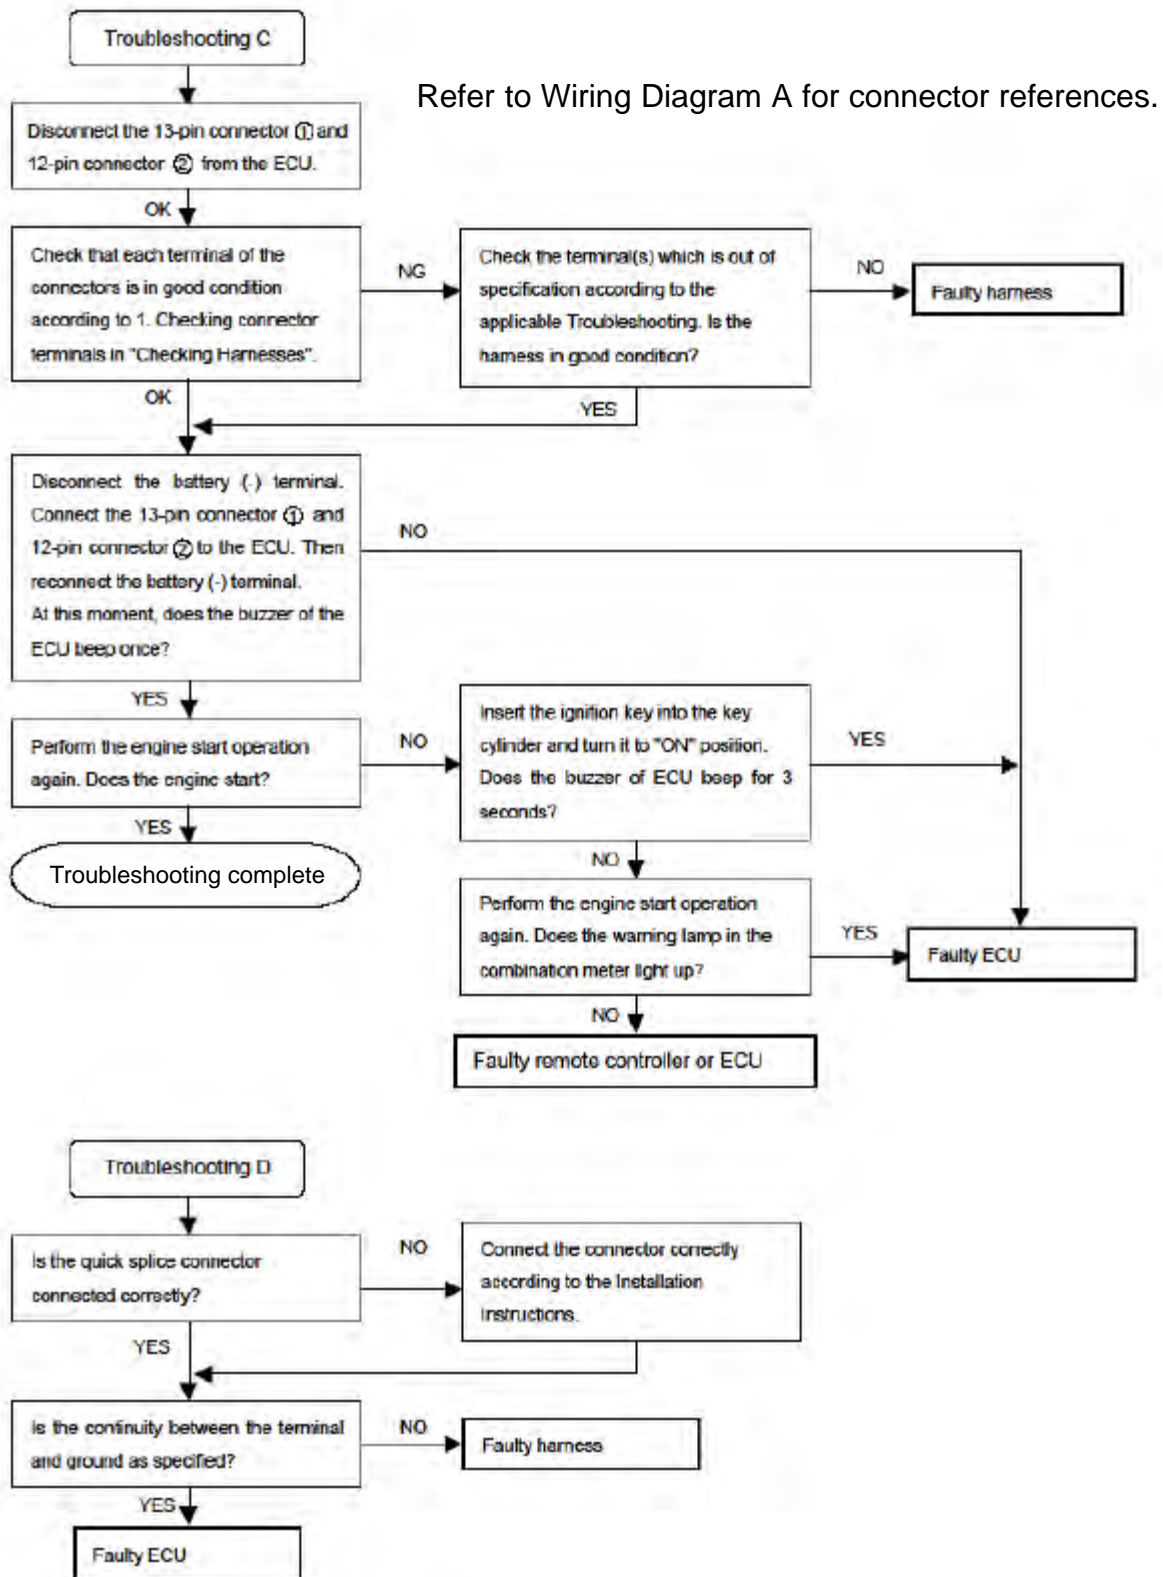 Troubleshooting C
Refer to Wiring Diagram A for connector references.
Disconnect the 13-pin connector ① and
12-pin connector ② from the ECU.
OK
Check that each terminal of the
connectors is in good condition
according to 1. Checking connector
terminals in "Checking Harnesses".
NG
Check the terminal(s) which is out of
specification according to the
applicable Troubleshooting. Is the
harness in good condition?
NO
Faulty harness
OK
YES
Disconnect the battery (-) terminal.
Connect the 13-pin connector ① and
12-pin connector ② to the ECU. Then
reconnect the battery (-) terminal.
At this moment, does the buzzer of the
ECU beep once?
NO
YES
Perform the engine start operation
again. Does the engine start?
NO
Insert the ignition key into the key
cylinder and turn it to "ON" position.
Does the buzzer of ECU beep for 3
seconds?
YES
YES
Troubleshooting complete
NO
Perform the engine start operation
again. Does the warning lamp in the
combination meter light up?
YES
Faulty ECU
NO
Faulty remote controller or ECU
Troubleshooting D
Is the quick splice connector
connected correctly?
NO
Connect the connector correctly
according to the Installation
Instructions.
YES
Is the continuity between the terminal
and ground as specified?
NO
Faulty harness
YES
Faulty ECU